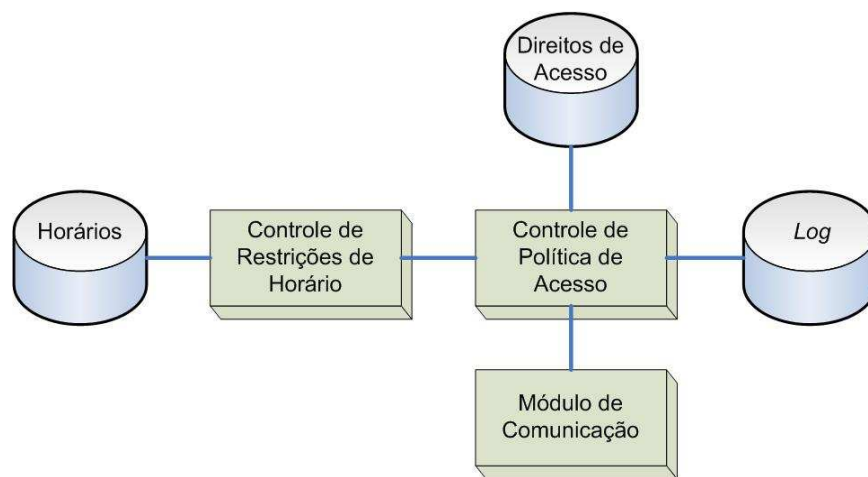 Direitos de
Acesso
Horários
Controle de
Restrições de
Horário
Controle de
Política de
Acesso
Log
Módulo de
Comunicação